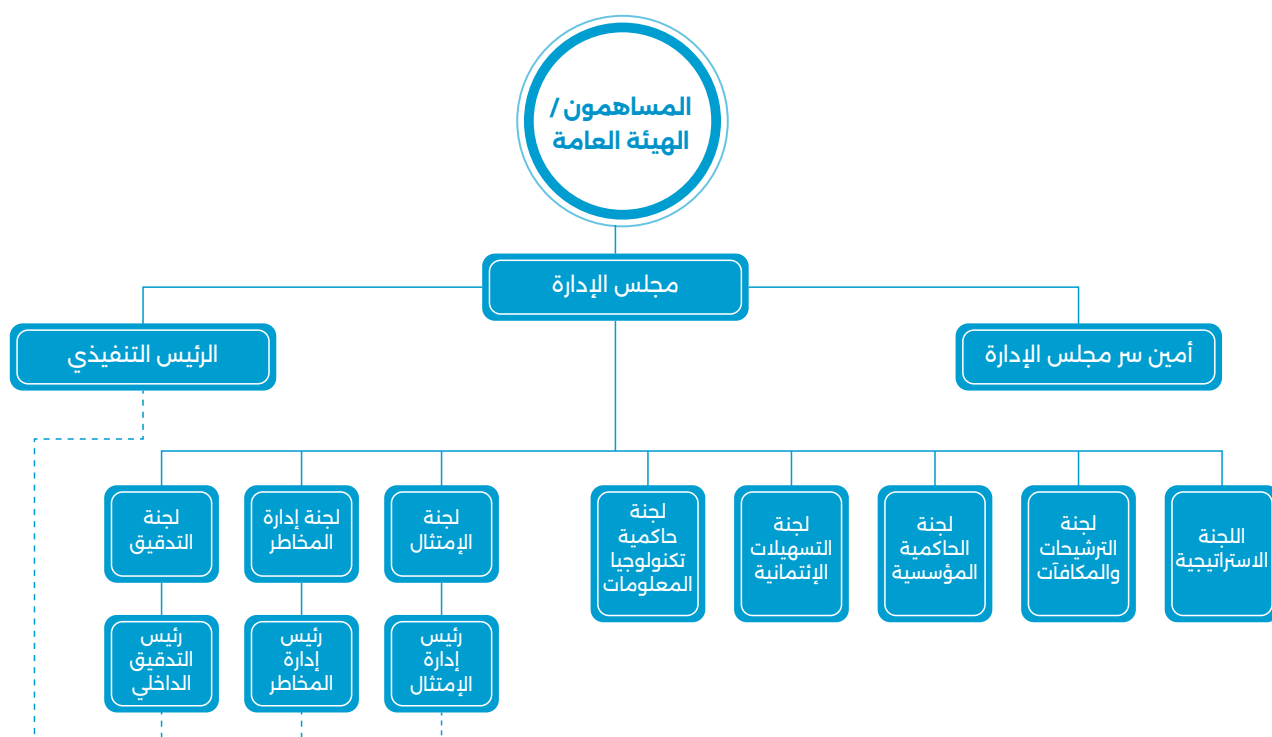 المساهمون /
الهيئة العامة
مجلس الإدارة
أمين سر مجلس الإدارة
الرئيس التنفيذي
اللجنة
الاستراتيجية
لجنة
الترشيحات
والمكافآت
لجنة
الحاكمية
المؤسسية
لجنة
التسهيلات
الإئتمانية
لجنة
حاكمية
تكنولوجيا
المعلومات
لجنة
الإمتثال
لجنة إدارة
المخاطر
لجنة
التدقيق
رئيس
إدارة
الإمتثال
رئيس
إدارة
المخاطر
رئيس
التدقيق
الداخلي